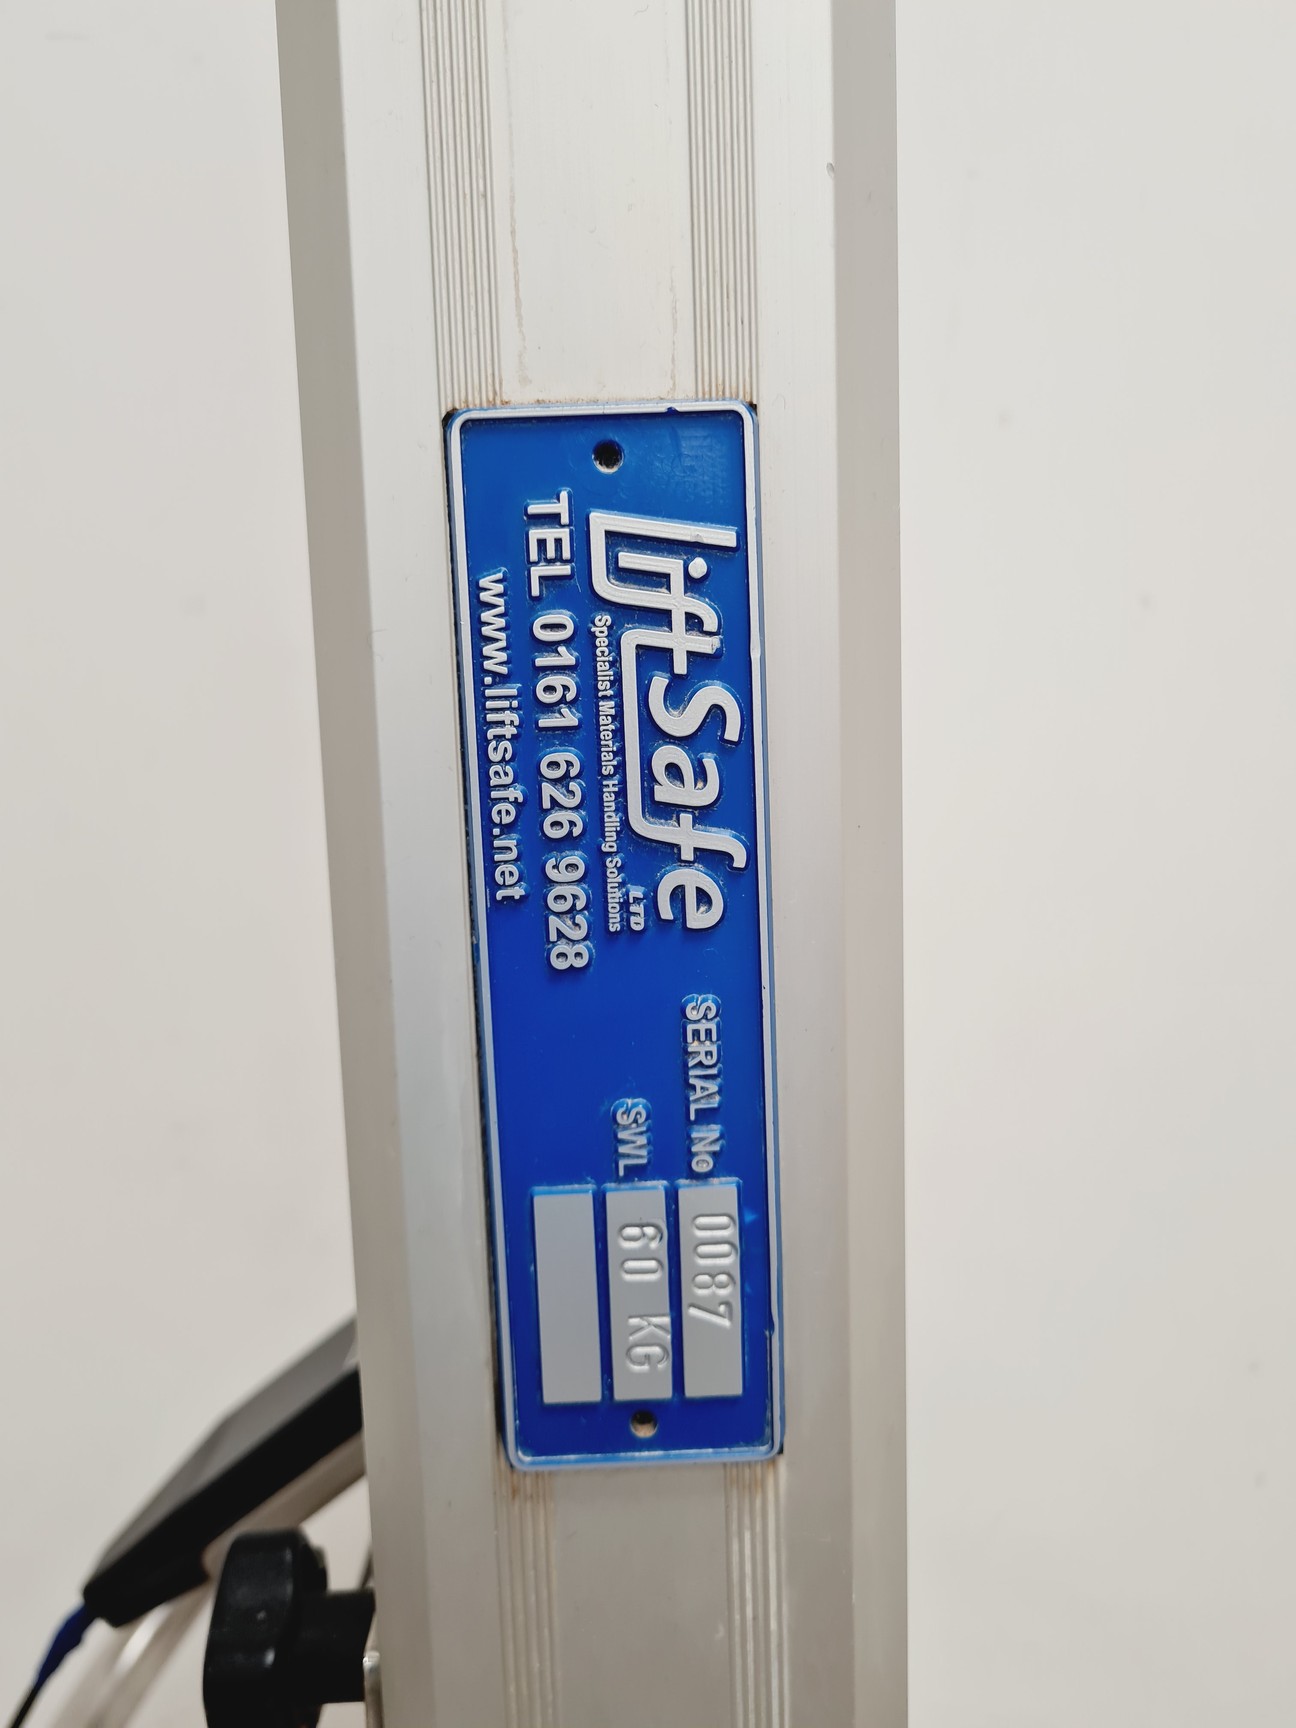 LiftSafe
LTD
Specialist Materials Handling Solutions
TEL 0161 626 9628
www.liftsafe.net
SERIAL No 0087
SWL 60 KG